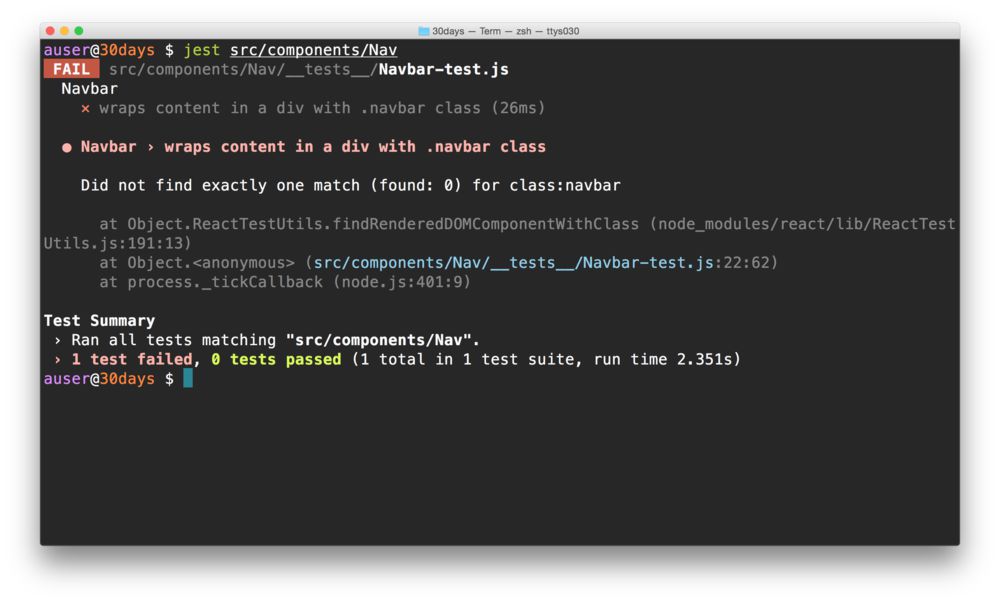 30days — Term — zsh — ttys030
auser@30days $ jest src/components/Nav
FAIL src/components/Nav/__tests__/Navbar-test.js
Navbar
✕ wraps content in a div with .navbar class (26ms)
● Navbar › wraps content in a div with .navbar class
Did not find exactly one match (found: 0) for class:navbar
at Object.ReactTestUtils.findRenderedDOMComponentWithClass (node_modules/react/lib/ReactTest
Utils.js:191:13)
at Object.<anonymous> (src/components/Nav/__tests__/Navbar-test.js:22:62)
at process._tickCallback (node.js:401:9)
Test Summary
› Ran all tests matching "src/components/Nav".
› 1 test failed, 0 tests passed (1 total in 1 test suite, run time 2.351s)
auser@30days $